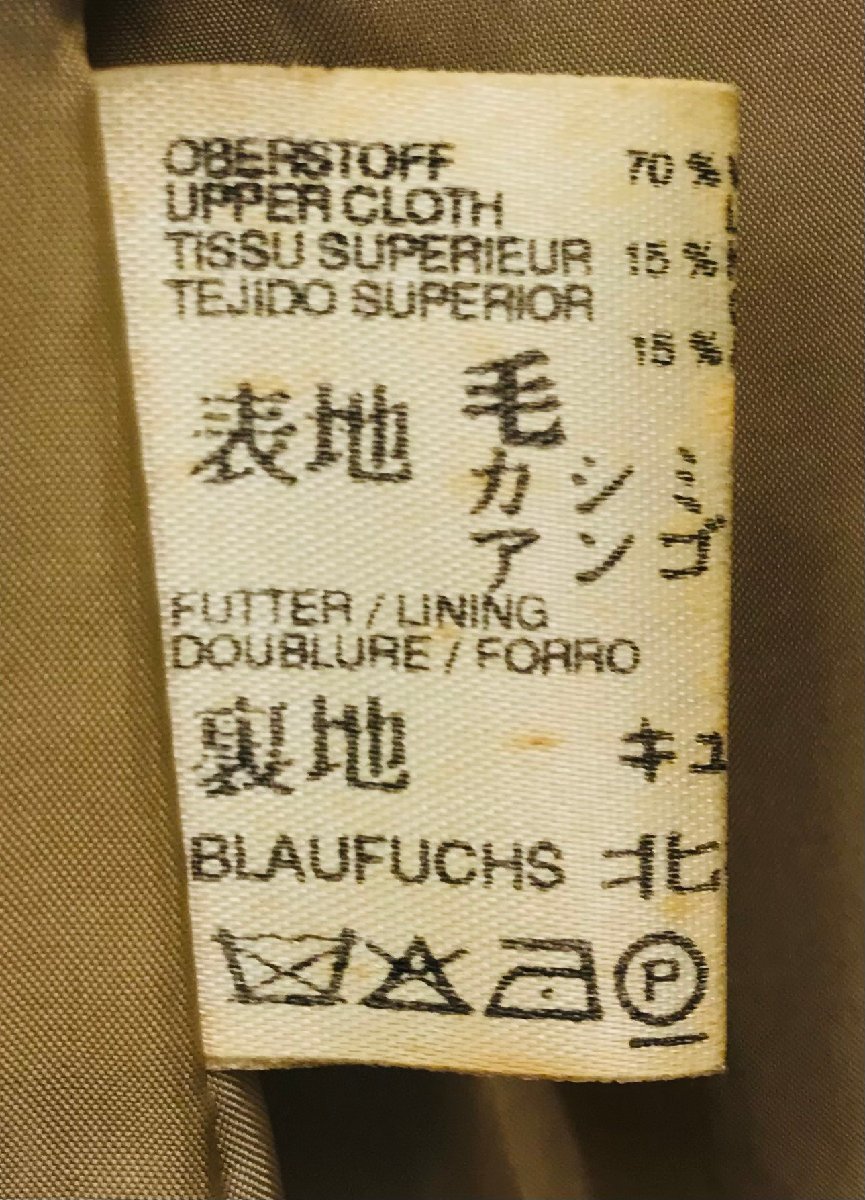 OBERSTOFF 70 %
UPPER CLOTH
TISSU SUPERIEUR 15 %
TEJIDO SUPERIOR
15 %
表地 毛
カシミ
アンゴ
FUTTER / LINING
DOUBLURE / FORRO
裏地 キュ
BLAUFUCHS 北
P